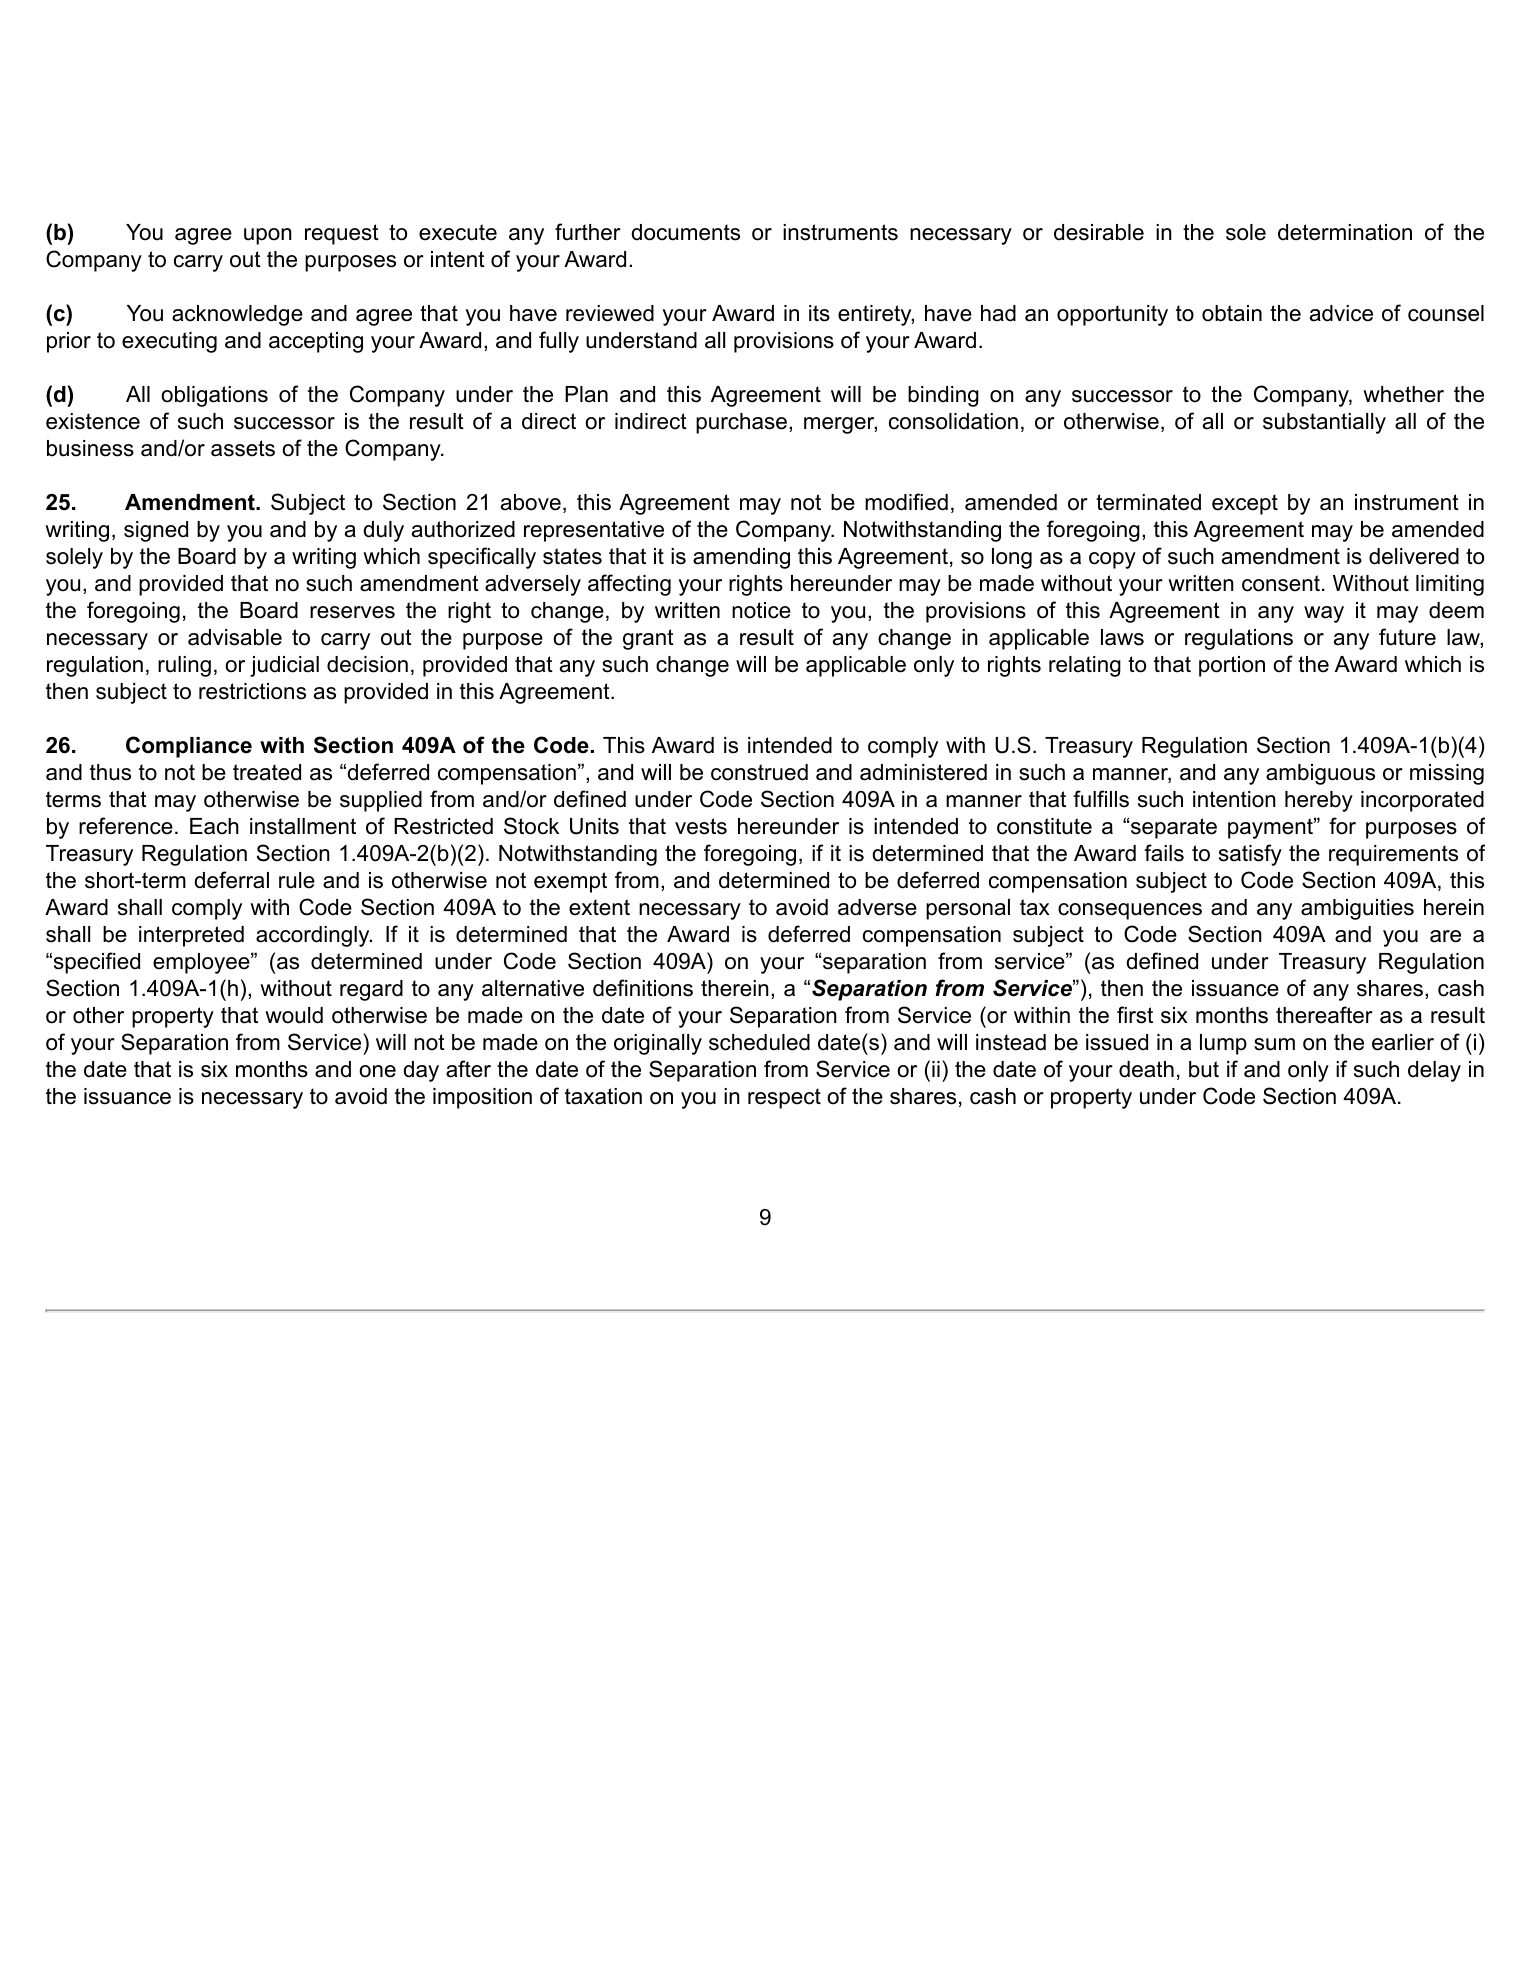 (b) You agree upon request to execute any further documents or instruments necessary or desirable in the sole determination of the
Company to carry out the purposes or intent of your Award.
(c) You acknowledge and agree that you have reviewed your Award in its entirety, have had an opportunity to obtain the advice of counsel
prior to executing and accepting your Award, and fully understand all provisions of your Award.
(d) All obligations of the Company under the Plan and this Agreement will be binding on any successor to the Company, whether the
existence of such successor is the result of a direct or indirect purchase, merger, consolidation, or otherwise, of all or substantially all of the
business and/or assets of the Company.
25. Amendment. Subject to Section 21 above, this Agreement may not be modified, amended or terminated except by an instrument in
writing, signed by you and by a duly authorized representative of the Company. Notwithstanding the foregoing, this Agreement may be amended
solely by the Board by a writing which specifically states that it is amending this Agreement, so long as a copy of such amendment is delivered to
you, and provided that no such amendment adversely affecting your rights hereunder may be made without your written consent. Without limiting
the foregoing, the Board reserves the right to change, by written notice to you, the provisions of this Agreement in any way it may deem
necessary or advisable to carry out the purpose of the grant as a result of any change in applicable laws or regulations or any future law,
regulation, ruling, or judicial decision, provided that any such change will be applicable only to rights relating to that portion of the Award which is
then subject to restrictions as provided in this Agreement.
26. Compliance with Section 409A of the Code. This Award is intended to comply with U.S. Treasury Regulation Section 1.409A-1(b)(4)
and thus to not be treated as “deferred compensation”, and will be construed and administered in such a manner, and any ambiguous or missing
terms that may otherwise be supplied from and/or defined under Code Section 409A in a manner that fulfills such intention hereby incorporated
by reference. Each installment of Restricted Stock Units that vests hereunder is intended to constitute a “separate payment” for purposes of
Treasury Regulation Section 1.409A-2(b)(2). Notwithstanding the foregoing, if it is determined that the Award fails to satisfy the requirements of
the short-term deferral rule and is otherwise not exempt from, and determined to be deferred compensation subject to Code Section 409A, this
Award shall comply with Code Section 409A to the extent necessary to avoid adverse personal tax consequences and any ambiguities herein
shall be interpreted accordingly. If it is determined that the Award is deferred compensation subject to Code Section 409A and you are a
“specified employee” (as determined under Code Section 409A) on your “separation from service” (as defined under Treasury Regulation
Section 1.409A-1(h), without regard to any alternative definitions therein, a “Separation from Service”), then the issuance of any shares, cash
or other property that would otherwise be made on the date of your Separation from Service (or within the first six months thereafter as a result
of your Separation from Service) will not be made on the originally scheduled date(s) and will instead be issued in a lump sum on the earlier of (i)
the date that is six months and one day after the date of the Separation from Service or (ii) the date of your death, but if and only if such delay in
the issuance is necessary to avoid the imposition of taxation on you in respect of the shares, cash or property under Code Section 409A.
9